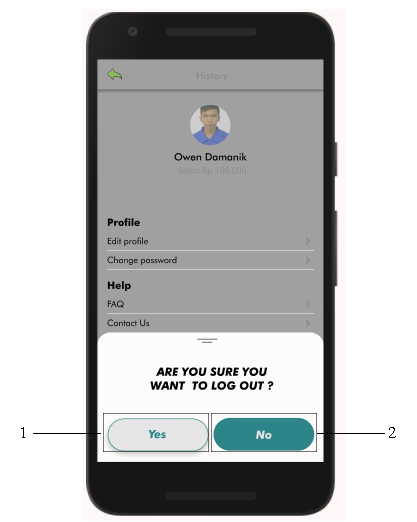 History
Owen Damanik
Saldo Rp 100.000
Profile
Edit profile
Change password
Help
FAQ
Contact Us
ARE YOU SURE YOU
WANT TO LOG OUT ?
1
Yes
No
2